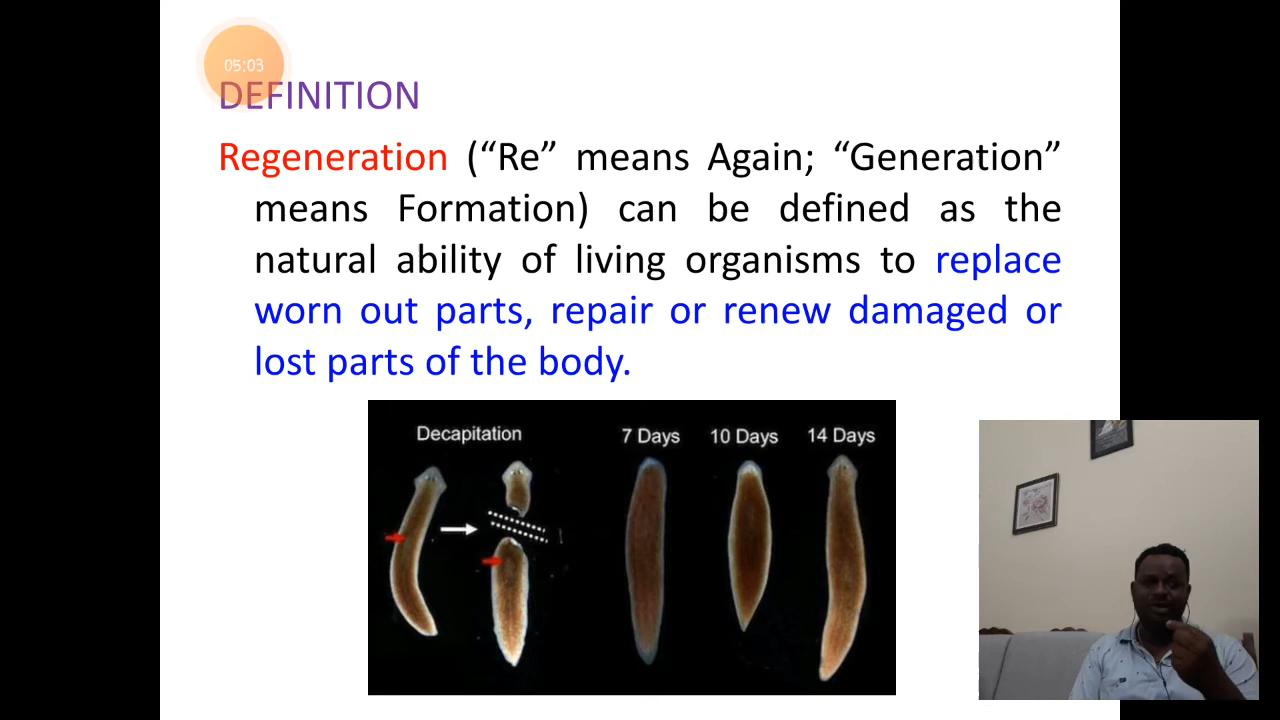 05:03
DEFINITION
Regeneration (“Re” means Again; “Generation”
means Formation) can be defined as the
natural ability of living organisms to replace
worn out parts, repair or renew damaged or
lost parts of the body.
Decapitation 7 Days 10 Days 14 Days